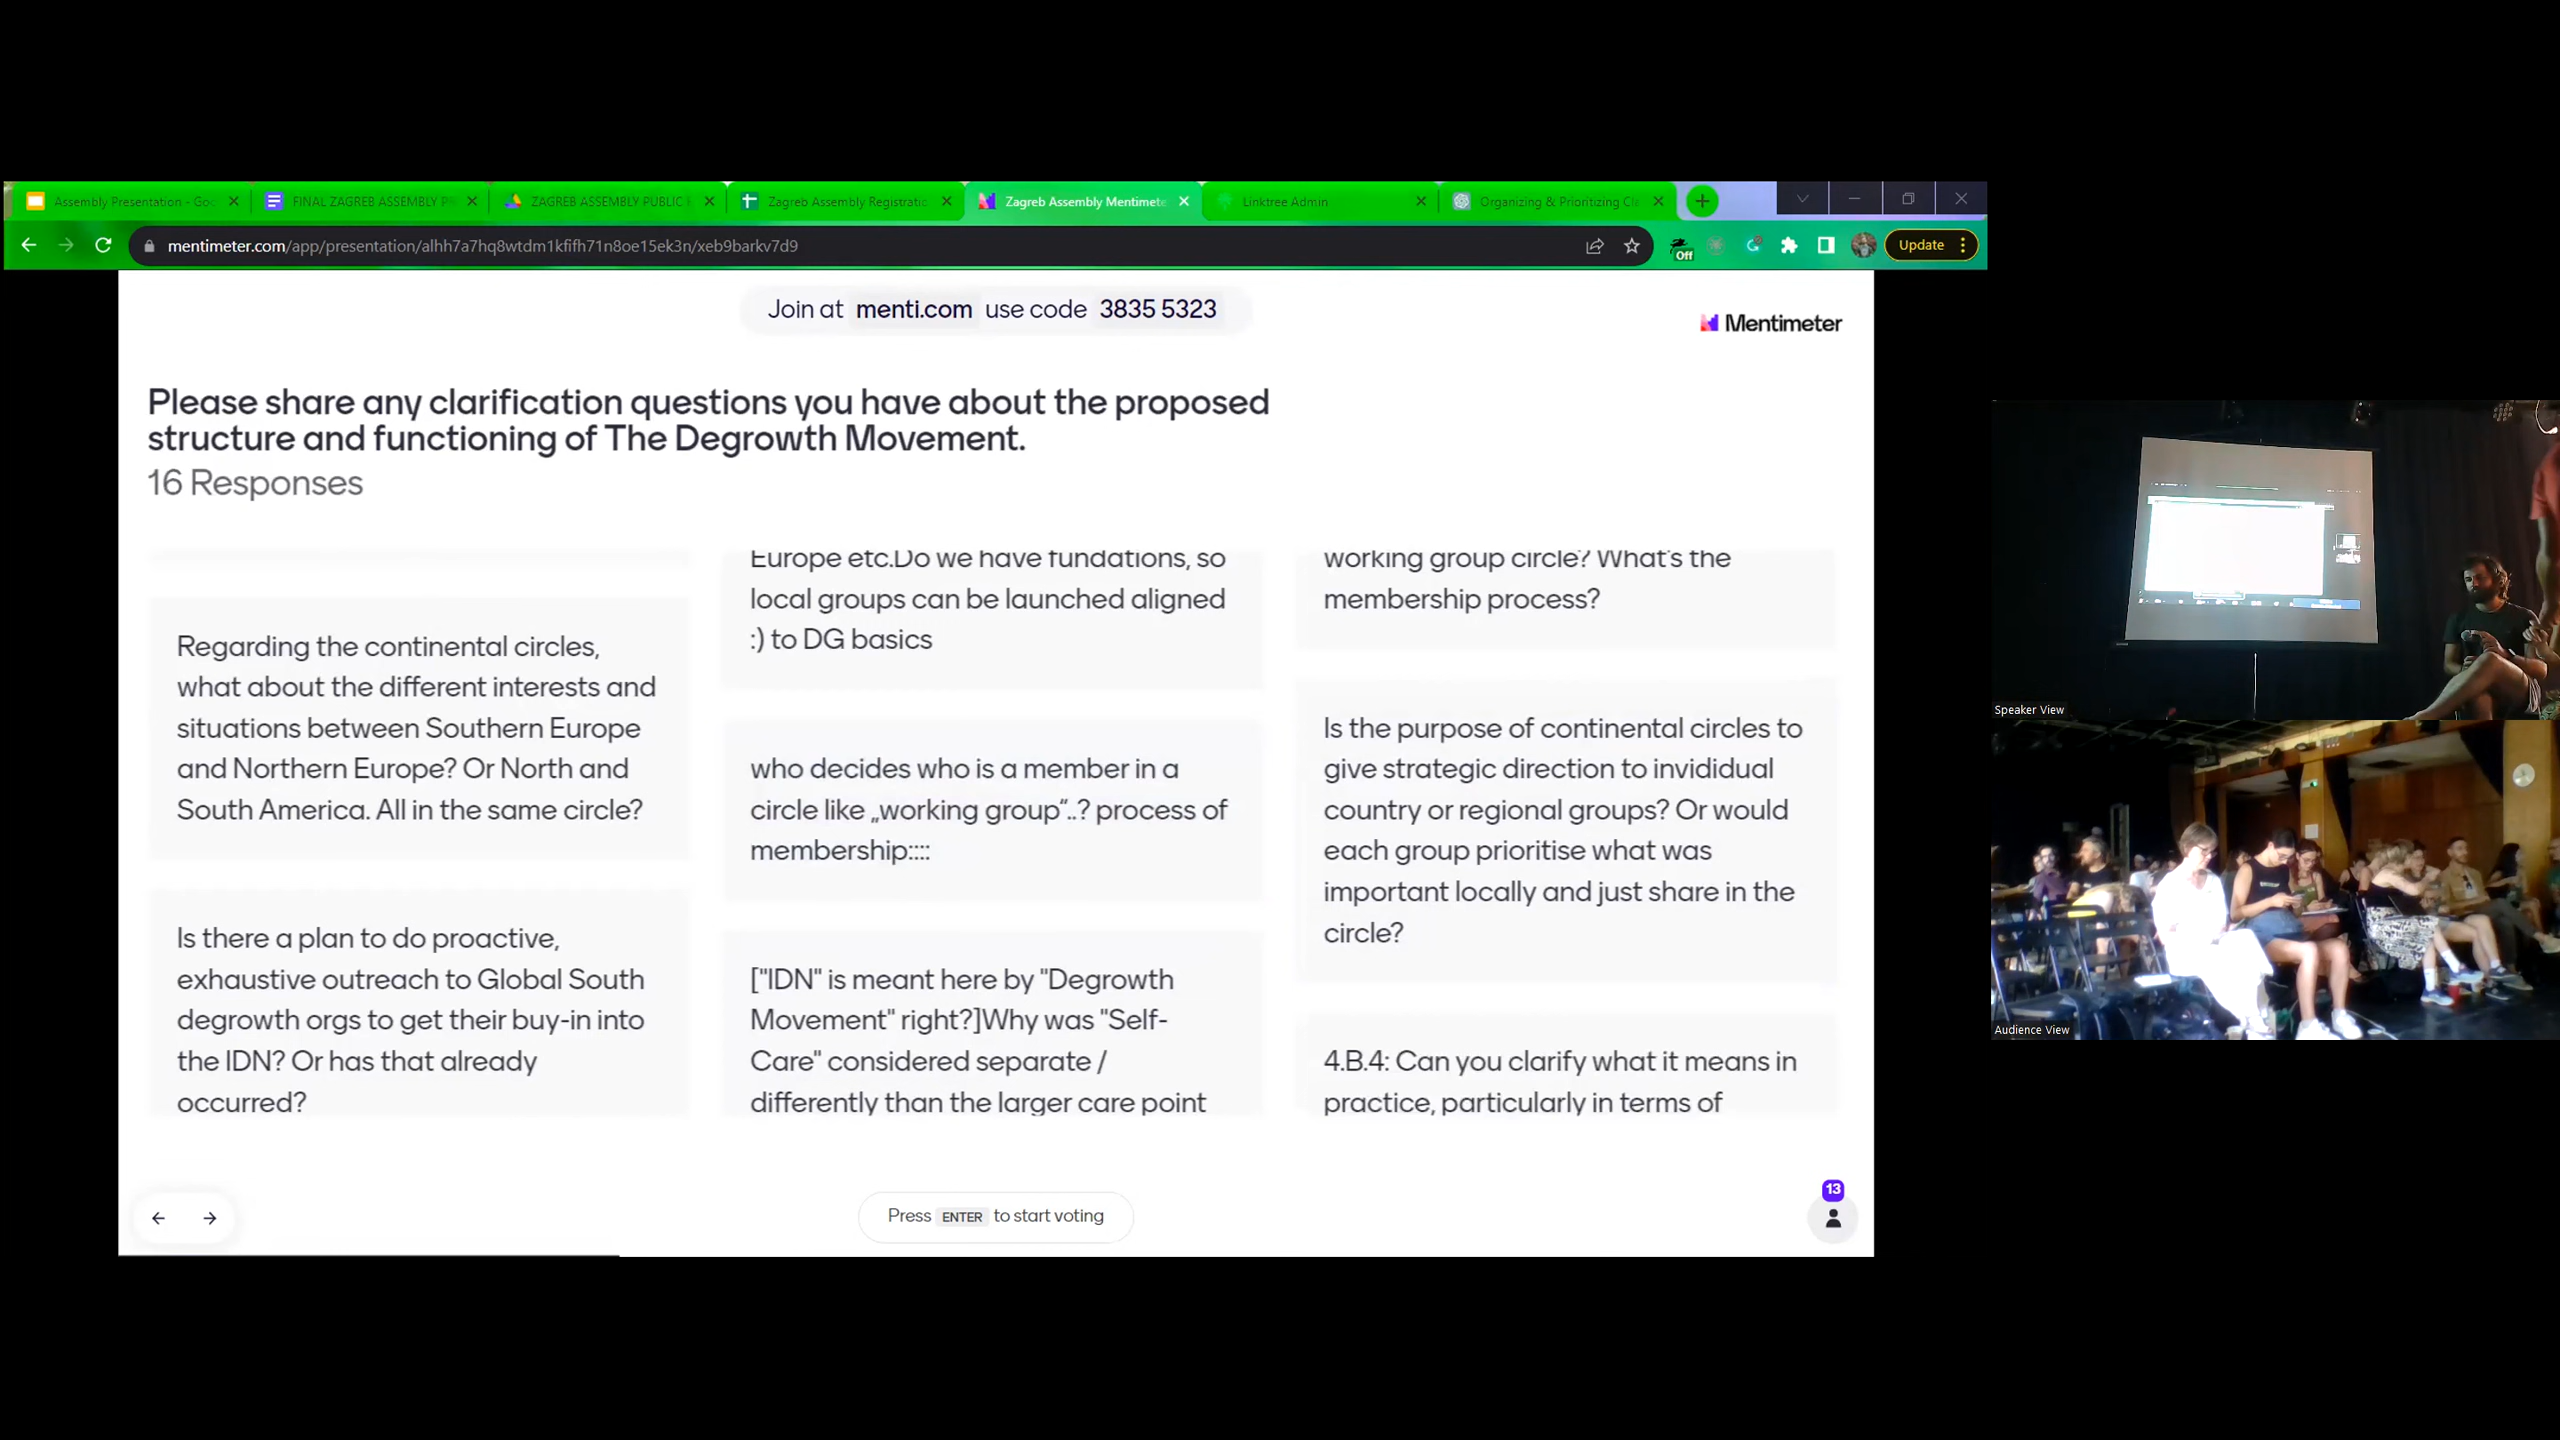 Assembly Presentation - Goo
FINAL ZAGREB ASSEMBLY P
ZAGREB ASSEMBLY PUBLIC
Zagreb Assembly Registratio
Zagreb Assembly Mentimete
Linktree Admin
Organizing & Prioritizing Cla
mentimeter.com/app/presentation/alhh7a7hq8wtdm1kfifh71n8oe15ek3n/xeb9barkv7d9
Off
Update
Join at menti.com use code 3835 5323
Mentimeter
Please share any clarification questions you have about the proposed
structure and functioning of The Degrowth Movement.
16 Responses
Regarding the continental circles,
what about the different interests and
situations between Southern Europe
and Northern Europe? Or North and
South America. All in the same circle?
Is there a plan to do proactive,
exhaustive outreach to Global South
degrowth orgs to get their buy-in into
the IDN? Or has that already
occurred?
Europe etc.Do we have fundations, so
local groups can be launched aligned
:) to DG basics
who decides who is a member in a
circle like „working group“..? process of
membership::::
["IDN" is meant here by "Degrowth
Movement" right?]Why was "Self-
Care" considered separate /
differently than the larger care point
working group circle? What's the
membership process?
Is the purpose of continental circles to
give strategic direction to invididual
country or regional groups? Or would
each group prioritise what was
important locally and just share in the
circle?
4.B.4: Can you clarify what it means in
practice, particularly in terms of
Press ENTER to start voting
13
Speaker View
Audience View